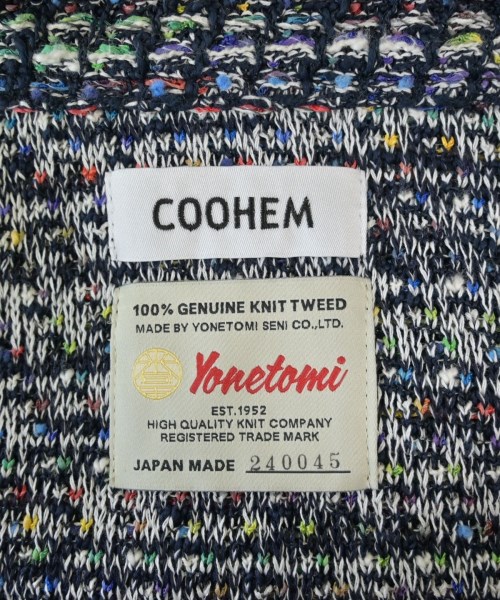 COOHEM
100% GENUINE KNIT TWEED
MADE BY YONETOMI SENI CO.,LTD.
Yonetomi
EST.1952
HIGH QUALITY KNIT COMPANY
REGISTERED TRADE MARK
JAPAN MADE 240045